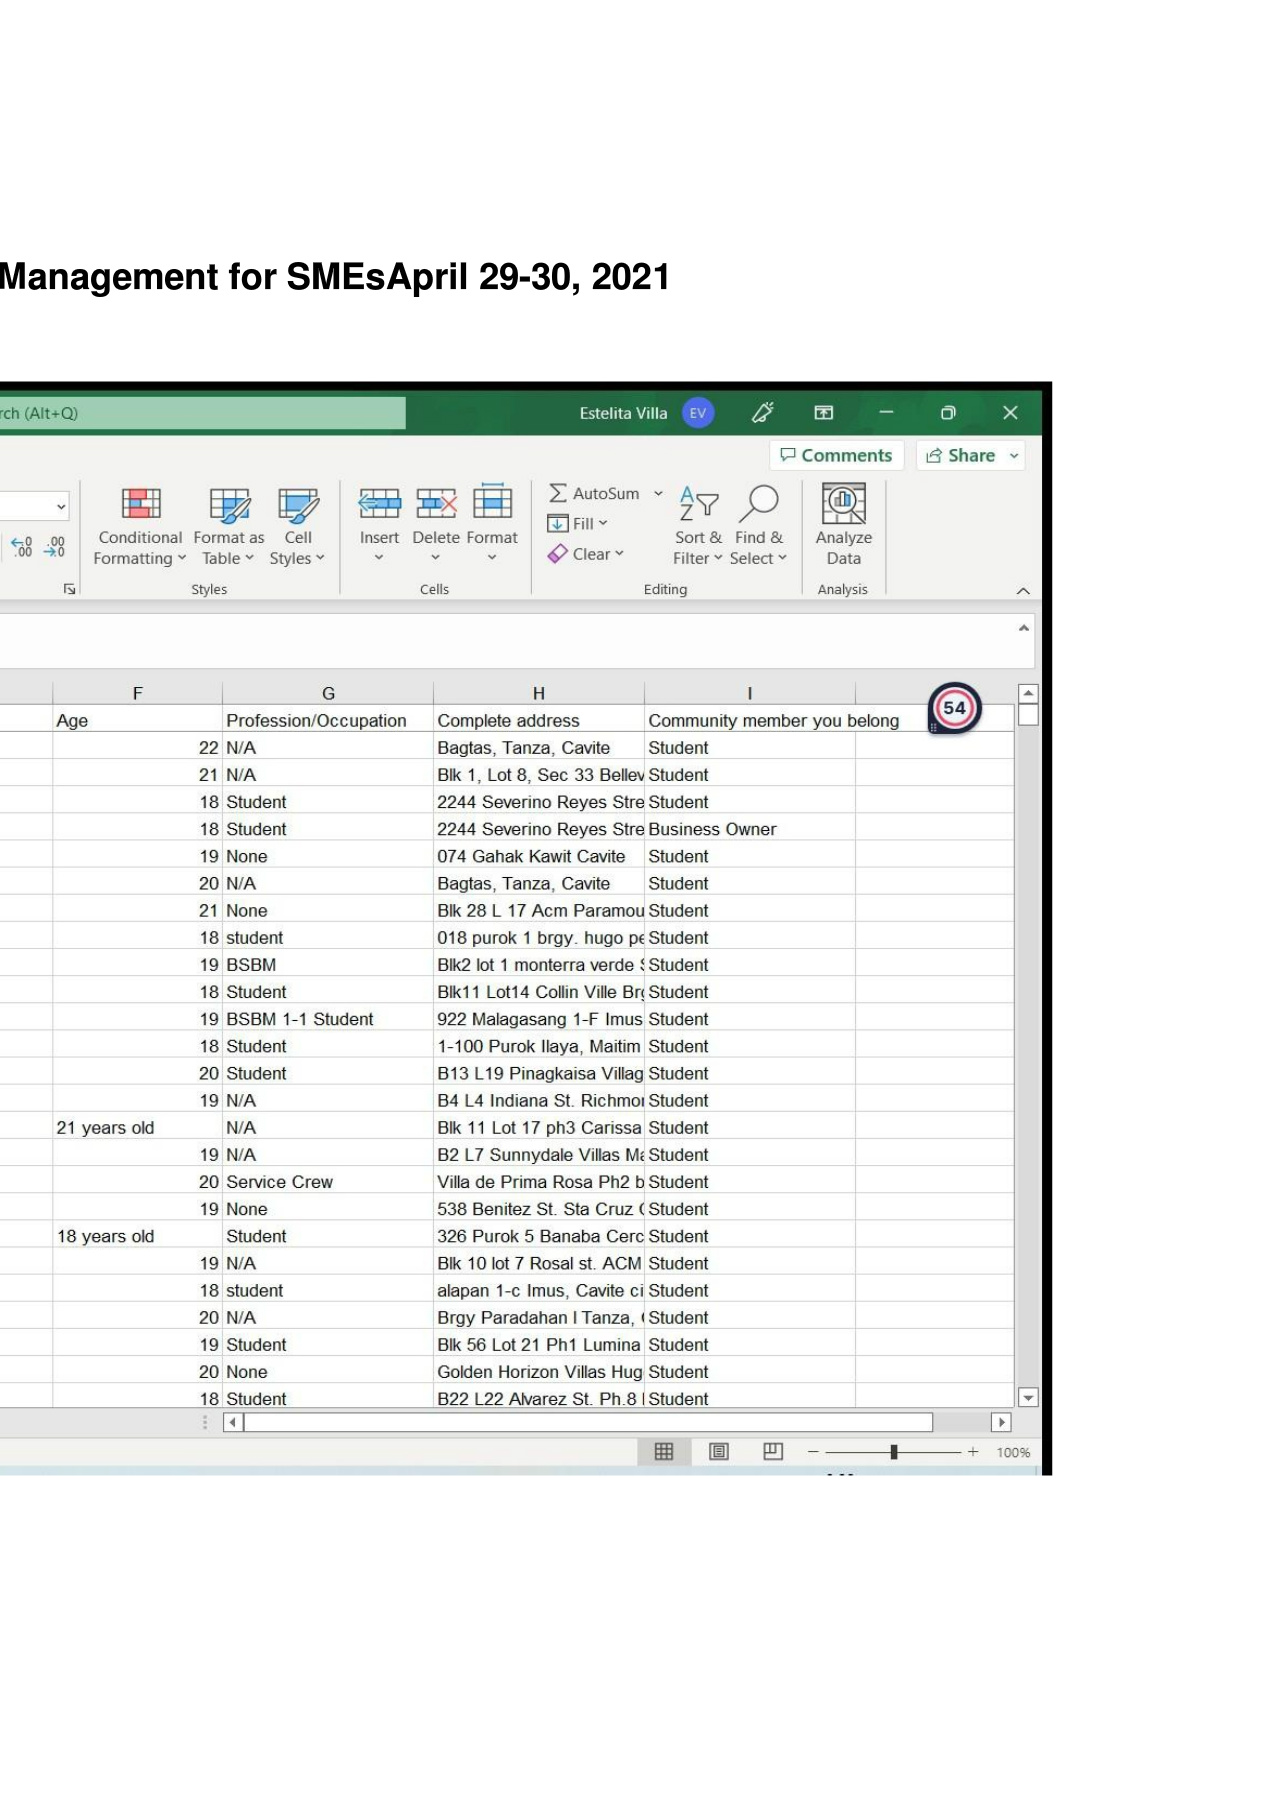 Management for SMEsApril 29-30, 2021
rch (Alt+Q) Estelita Villa EV
Comments Share
Conditional Formatting Format as Table Cell Styles Insert Delete Format AutoSum Fill Clear Sort & Filter Find & Select Analyze Data
Styles Cells Editing Analysis
F G H I
54
Age Profession/Occupation Complete address Community member you belong
22 N/A Bagtas, Tanza, Cavite Student
21 N/A Blk 1, Lot 8, Sec 33 Bellev Student
18 Student 2244 Severino Reyes Stre Student
18 Student 2244 Severino Reyes Stre Business Owner
19 None 074 Gahak Kawit Cavite Student
20 N/A Bagtas, Tanza, Cavite Student
21 None Blk 28 L 17 Acm Paramou Student
18 student 018 purok 1 brgy. hugo pe Student
19 BSBM Blk2 lot 1 monterra verde Student
18 Student Blk11 Lot14 Collin Ville Brg Student
19 BSBM 1-1 Student 922 Malagasang 1-F Imus Student
18 Student 1-100 Purok Ilaya, Maitim Student
20 Student B13 L19 Pinagkaisa Villag Student
19 N/A B4 L4 Indiana St. Richmon Student
21 years old N/A Blk 11 Lot 17 ph3 Carissa Student
19 N/A B2 L7 Sunnydale Villas Ma Student
20 Service Crew Villa de Prima Rosa Ph2 b Student
19 None 538 Benitez St. Sta Cruz Student
18 years old Student 326 Purok 5 Banaba Cerc Student
19 N/A Blk 10 lot 7 Rosal st. ACM Student
18 student alapan 1-c Imus, Cavite ci Student
20 N/A Brgy Paradahan I Tanza, Student
19 Student Blk 56 Lot 21 Ph1 Lumina Student
20 None Golden Horizon Villas Hug Student
18 Student B22 L22 Alvarez St. Ph.8 Student
100%